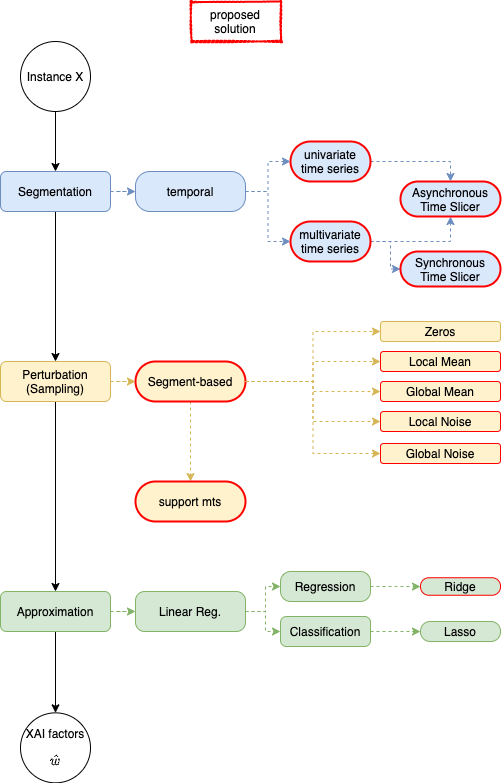 proposed
solution
Instance X
Segmentation
temporal
univariate
time series
multivariate
time series
Asynchronous
Time Slicer
Synchronous
Time Slicer
Perturbation
(Sampling)
Segment-based
support mts
Zeros
Local Mean
Global Mean
Local Noise
Global Noise
Approximation
Linear Reg.
Regression
Classification
Ridge
Lasso
XAI factors
ŵ